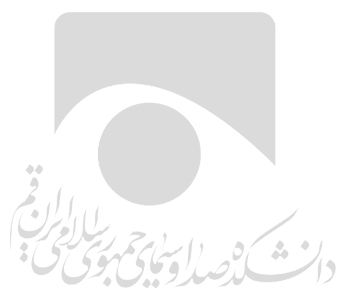 دانشکده صدا و سیمای جمهوری اسلامی ایران قم